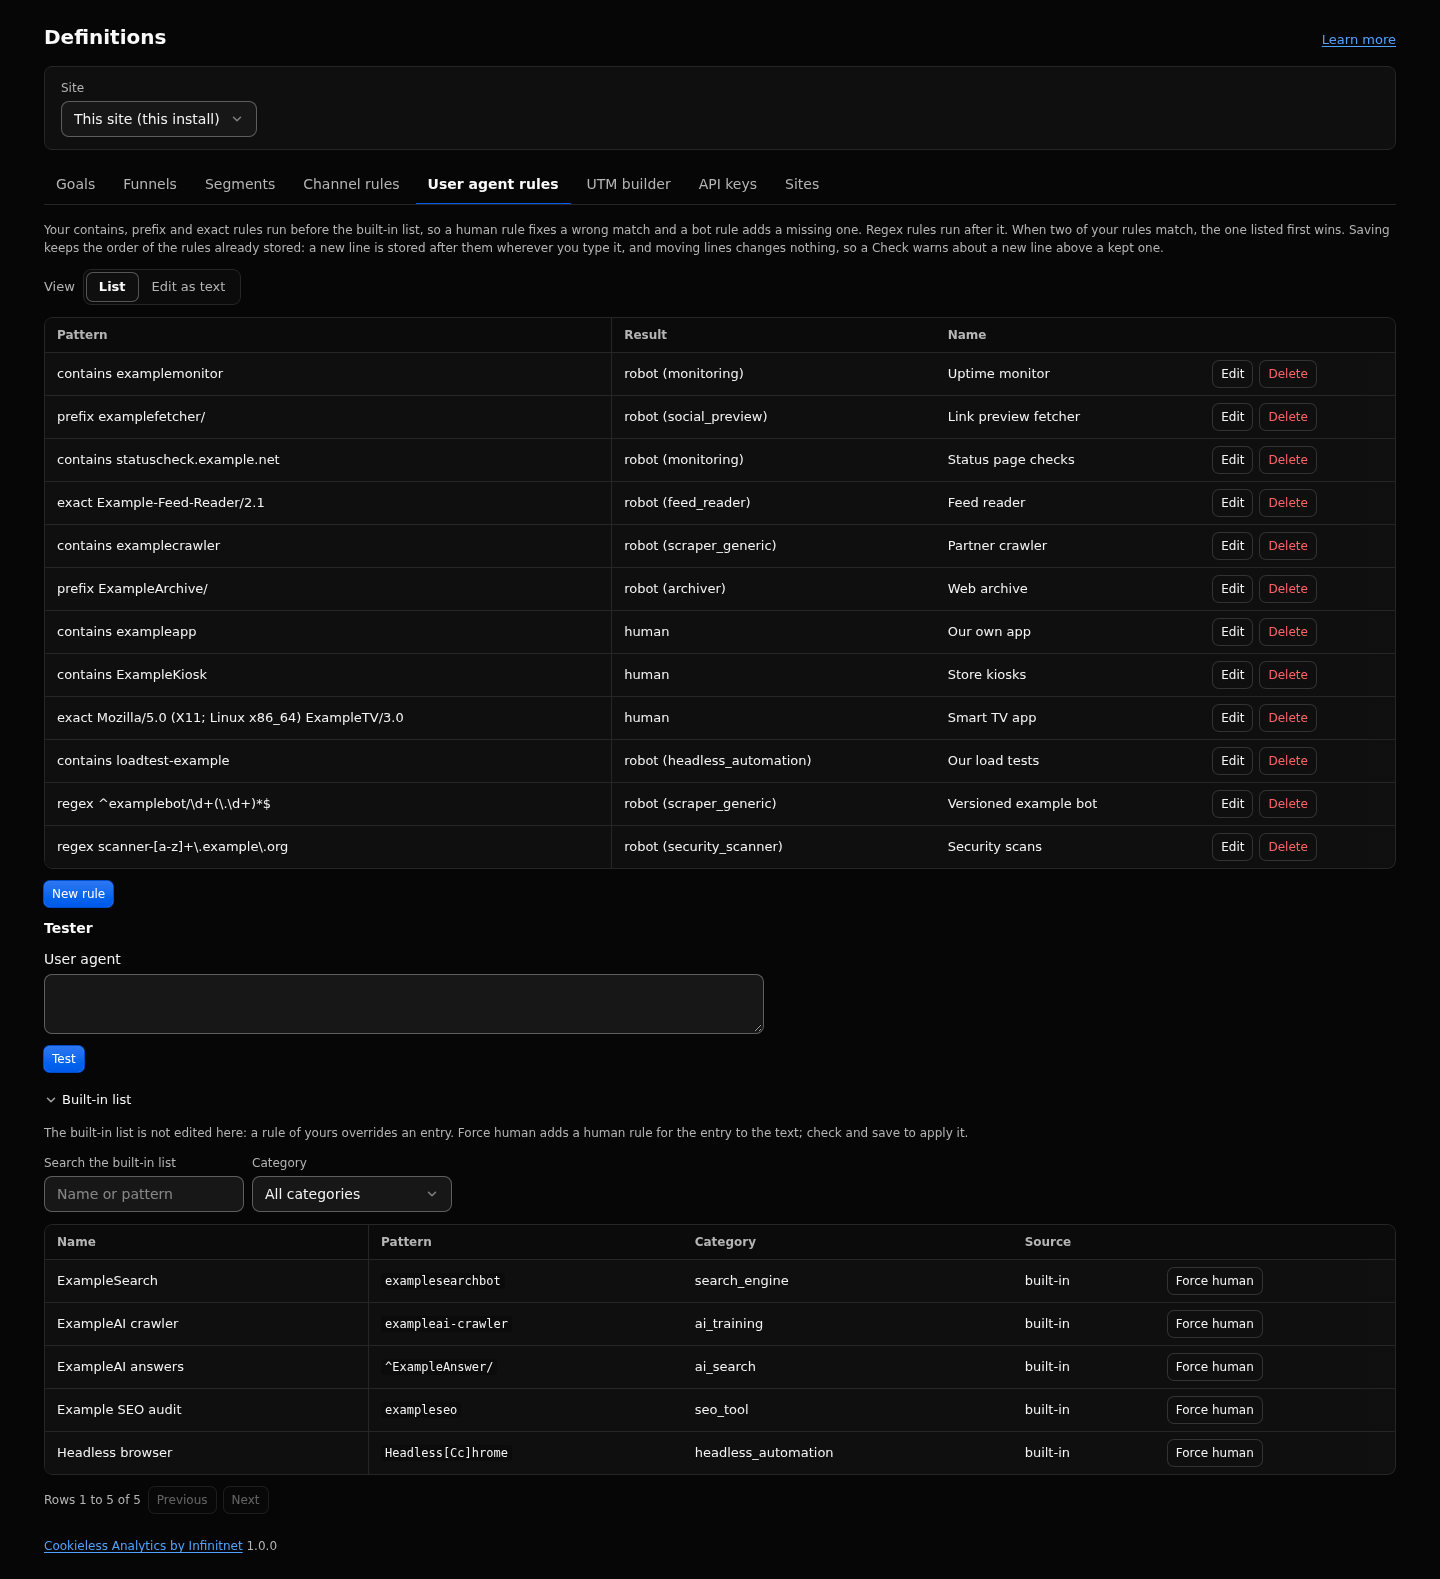 Definitions
Learn more
Site
This site (this install)
Goals Funnels Segments Channel rules User agent rules UTM builder API keys Sites
Your contains, prefix and exact rules run before the built-in list, so a human rule fixes a wrong match and a bot rule adds a missing one. Regex rules run after it. When two of your rules match, the one listed first wins. Saving
keeps the order of the rules already stored: a new line is stored after them wherever you type it, and moving lines changes nothing, so a Check warns about a new line above a kept one.
View List Edit as text
Pattern Result Name
contains examplemonitor robot (monitoring) Uptime monitor Edit Delete
prefix examplefetcher/ robot (social_preview) Link preview fetcher Edit Delete
contains statuscheck.example.net robot (monitoring) Status page checks Edit Delete
exact Example-Feed-Reader/2.1 robot (feed_reader) Feed reader Edit Delete
contains examplecrawler robot (scraper_generic) Partner crawler Edit Delete
prefix ExampleArchive/ robot (archiver) Web archive Edit Delete
contains exampleapp human Our own app Edit Delete
contains ExampleKiosk human Store kiosks Edit Delete
exact Mozilla/5.0 (X11; Linux x86_64) ExampleTV/3.0 human Smart TV app Edit Delete
contains loadtest-example robot (headless_automation) Our load tests Edit Delete
regex ^examplebot/\d+(\.\d+)*$ robot (scraper_generic) Versioned example bot Edit Delete
regex scanner-[a-z]+\.example\.org robot (security_scanner) Security scans Edit Delete
New rule
Tester
User agent
Test
Built-in list
The built-in list is not edited here: a rule of yours overrides an entry. Force human adds a human rule for the entry to the text; check and save to apply it.
Search the built-in list Category
Name or pattern All categories
Name Pattern Category Source
ExampleSearch examplesearchbot search_engine built-in Force human
ExampleAI crawler exampleai-crawler ai_training built-in Force human
ExampleAI answers ^ExampleAnswer/ ai_search built-in Force human
Example SEO audit exampleseo seo_tool built-in Force human
Headless browser Headless[Cc]hrome headless_automation built-in Force human
Rows 1 to 5 of 5 Previous Next
Cookieless Analytics by Infinitnet 1.0.0